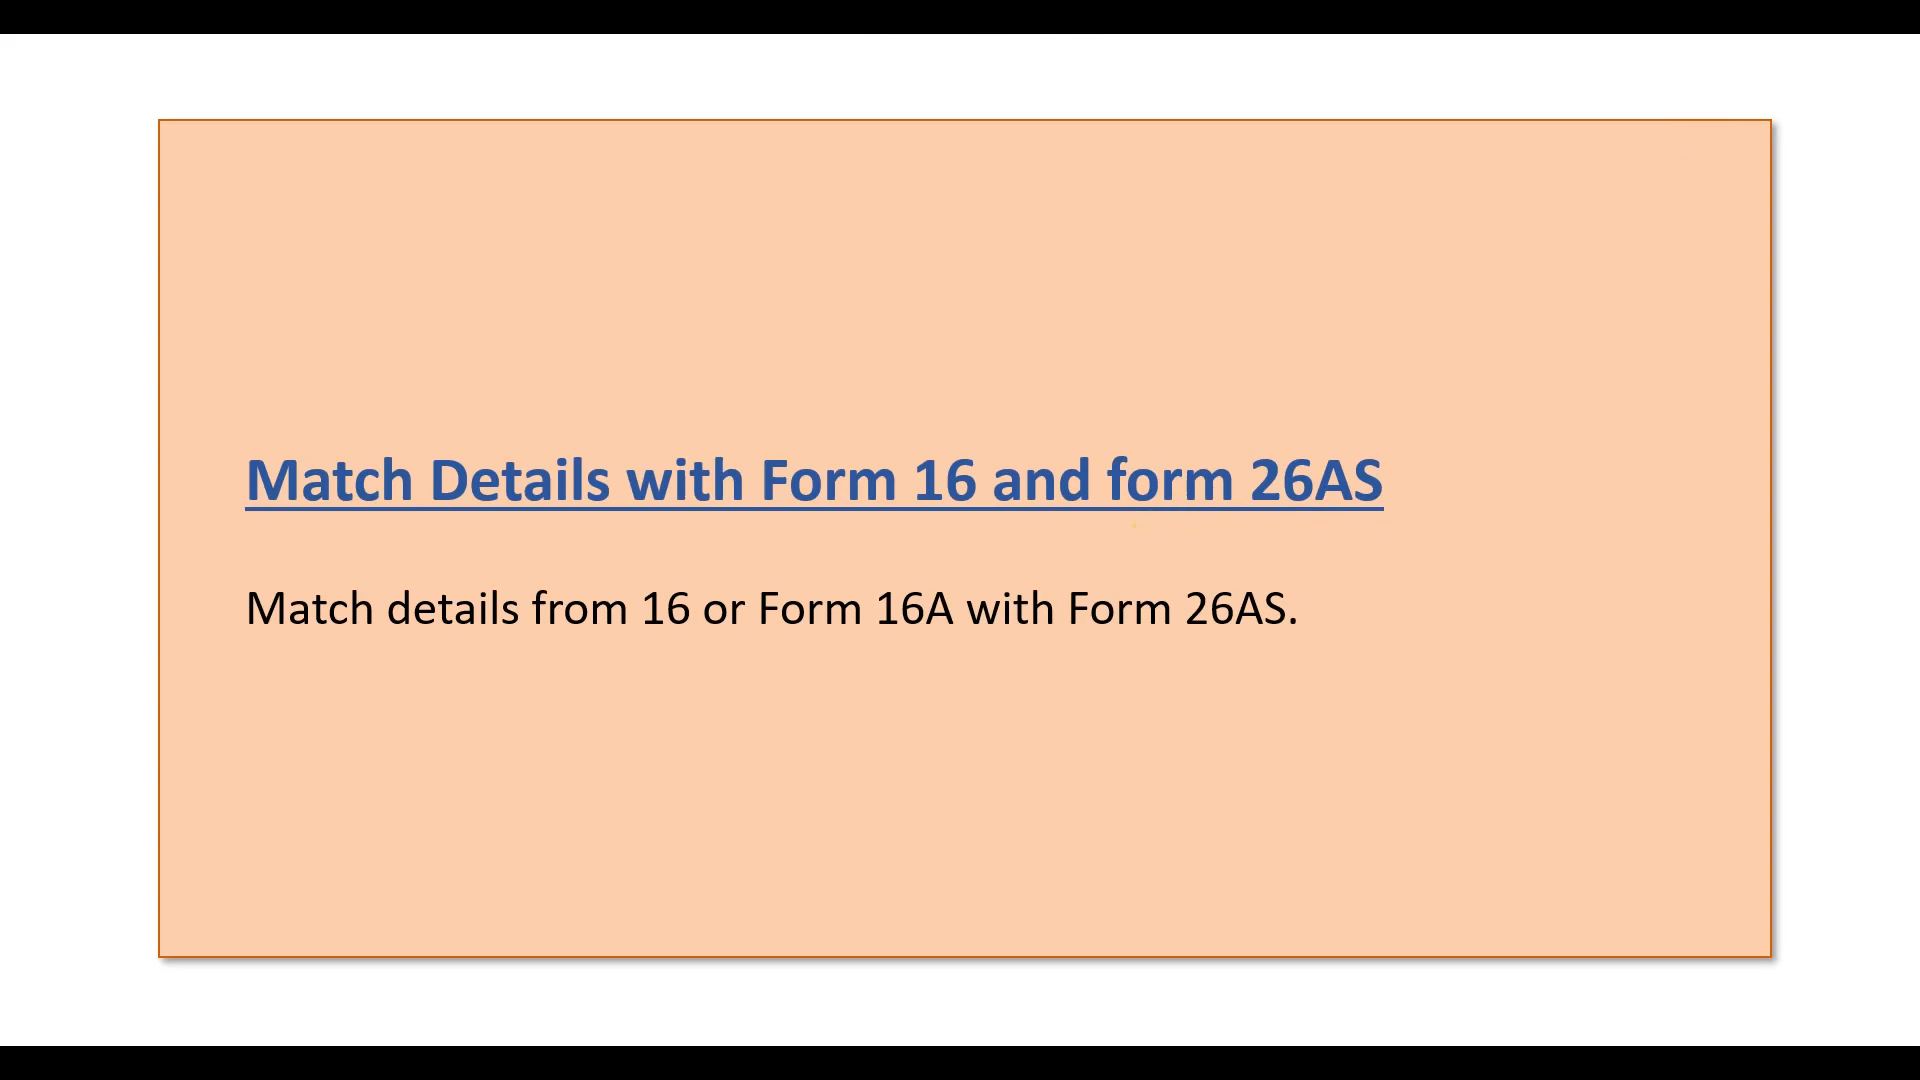 Match Details with Form 16 and form 26AS
Match details from 16 or Form 16A with Form 26AS.